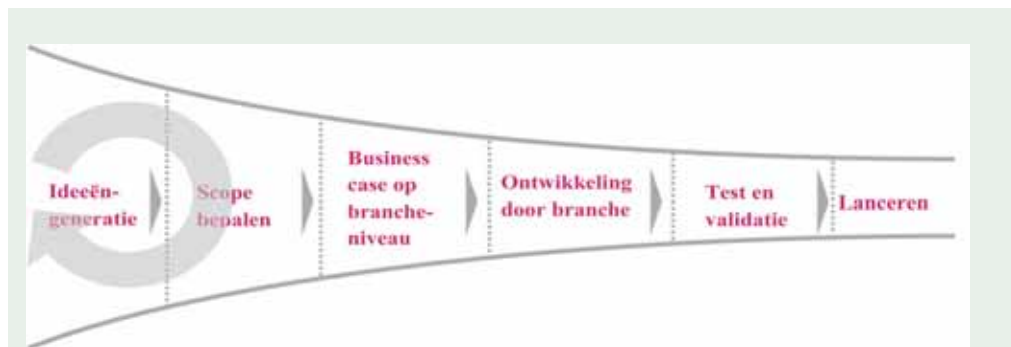 Ideeën-
generatie
Scope
bepalen
Business
case op
branche-
niveau
Ontwikkeling
door branche
Test en
validatie
Lanceren